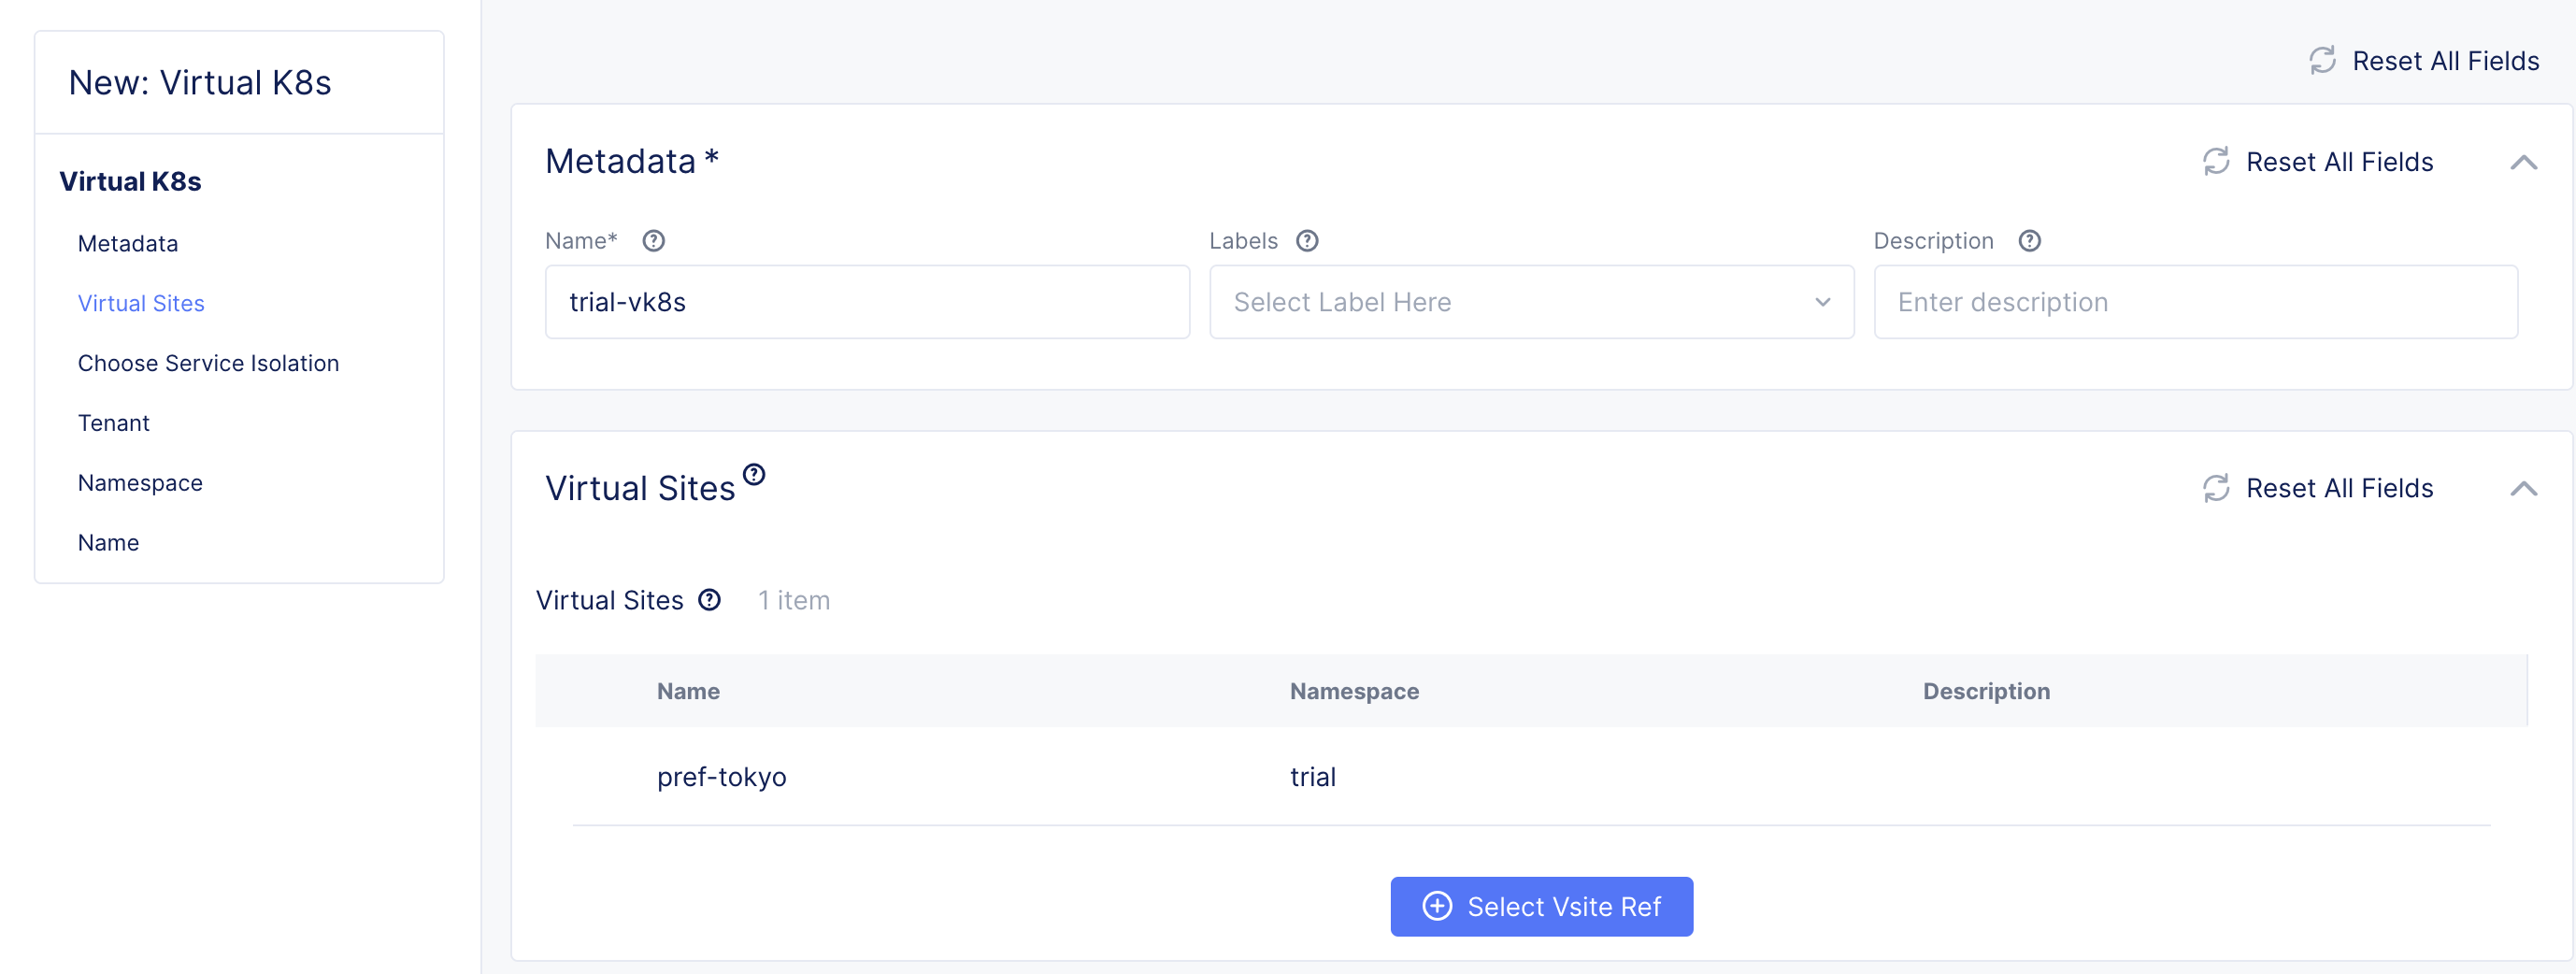 New: Virtual K8s
Virtual K8s
Metadata
Virtual Sites
Choose Service Isolation
Tenant
Namespace
Name
Reset All Fields
Metadata *
Reset All Fields
Name*
Labels
Description
trial-vk8s
Select Label Here
Enter description
Virtual Sites
Reset All Fields
Virtual Sites 1 item
Name Namespace Description
pref-tokyo trial
Select Vsite Ref